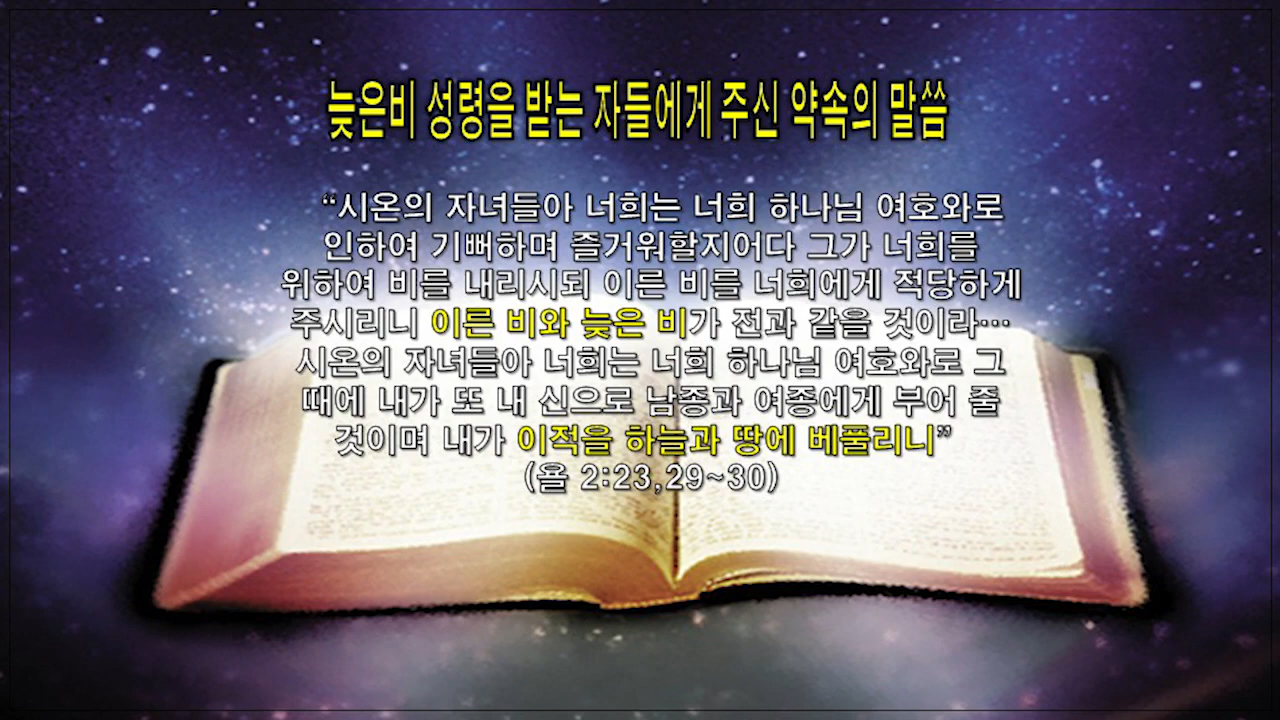 늦은비 성령을 받는 자들에게 주신 약속의 말씀
“시온의 자녀들아 너희는 너희 하나님 여호와로
인하여 기뻐하며 즐거워할지어다 그가 너희를
위하여 비를 내리시되 이른 비를 너희에게 적당하게
주시리니 이른 비와 늦은 비가 전과 같을 것이라…
시온의 자녀들아 너희는 너희 하나님 여호와로 그
때에 내가 또 내 신으로 남종과 여종에게 부어 줄
것이며 내가 이적을 하늘과 땅에 베풀리니”
(욜 2:23,29~30)